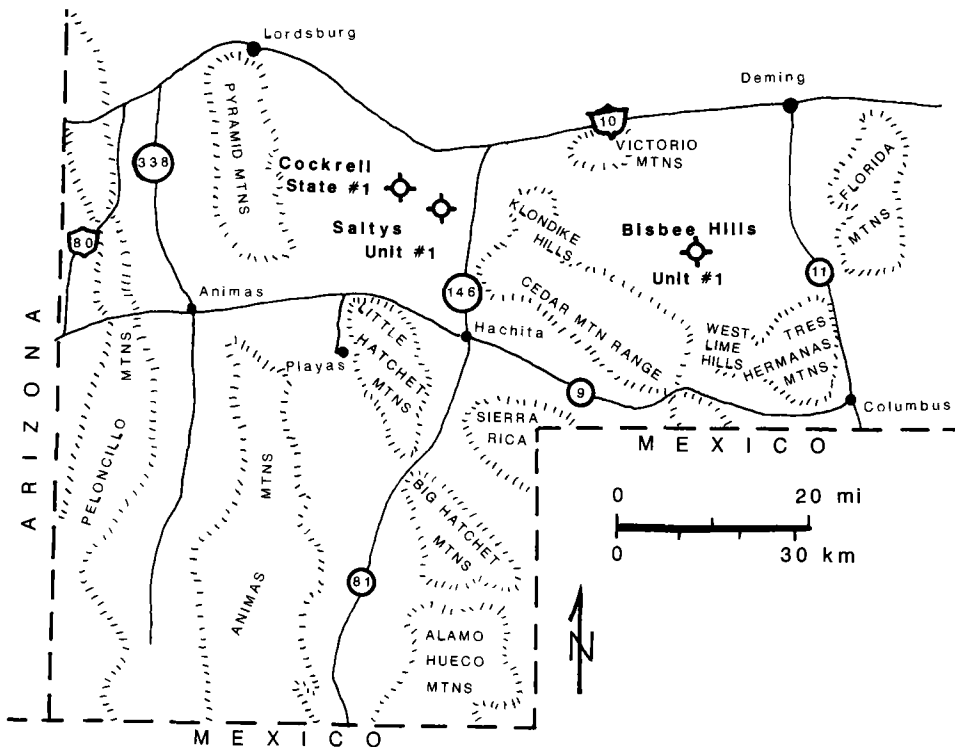 Lordsburg
Deming
PYRAMID MTNS
10
VICTORIO
MTNS
338
Cockrell
State #1
FLORIDA
MTNS
Saltys
Unit #1
KLONDIKE
HILLS
Bisbee Hills
Unit #1
80
11
146
Animas
CEDAR MTN RANGE
LITTLE
HATCHET
MTNS
Hachita
WEST
LIME
HILLS
TRES
HERMANAS
MTNS
Playas
ARIZONA
PELONCILLO
MTNS
9
Columbus
SIERRA
RICA
MEXICO
ANIMAS
MTNS
BIG HATCHET
MTNS
0 20 mi
0 30 km
81
ALAMO
HUECO
MTNS
N
MEXICO